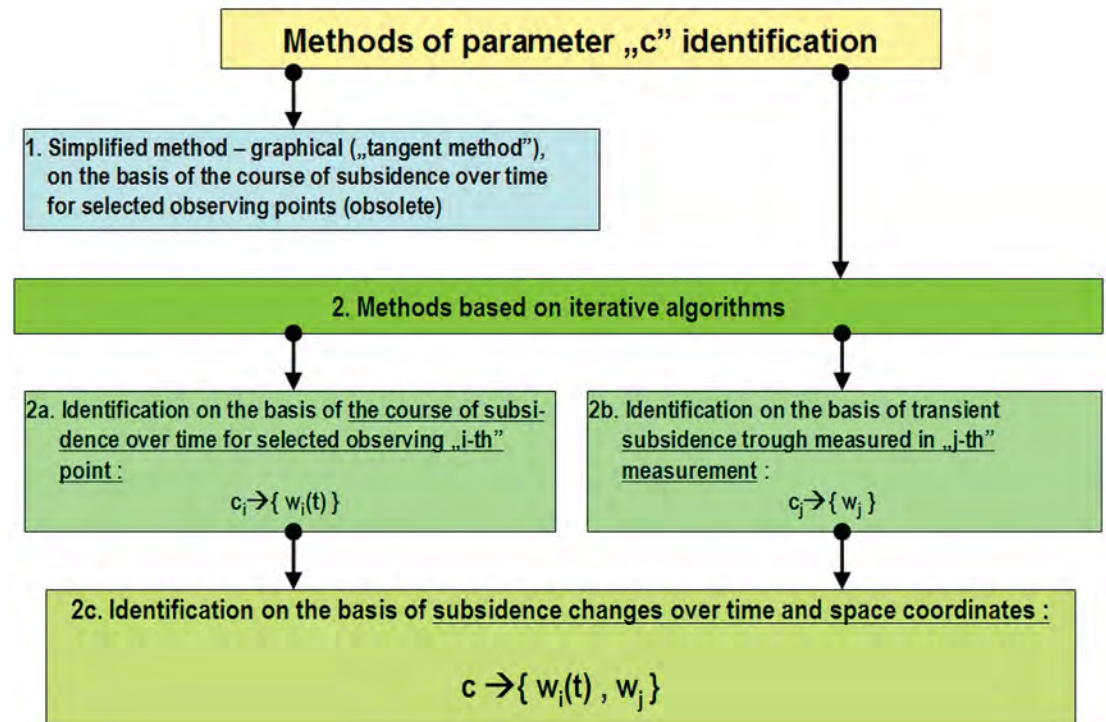 Methods of parameter „c” identification
1. Simplified method – graphical („tangent method”),
on the basis of the course of subsidence over time
for selected observing points (obsolete)
2. Methods based on iterative algorithms
2a. Identification on the basis of the course of subsi-
dence over time for selected observing „i-th”
point :
cᵢ→{ wᵢ(t) }
2b. Identification on the basis of transient
subsidence trough measured in „j-th”
measurement :
cⱼ→{ wⱼ }
2c. Identification on the basis of subsidence changes over time and space coordinates :
c →{ wᵢ(t) , wⱼ }